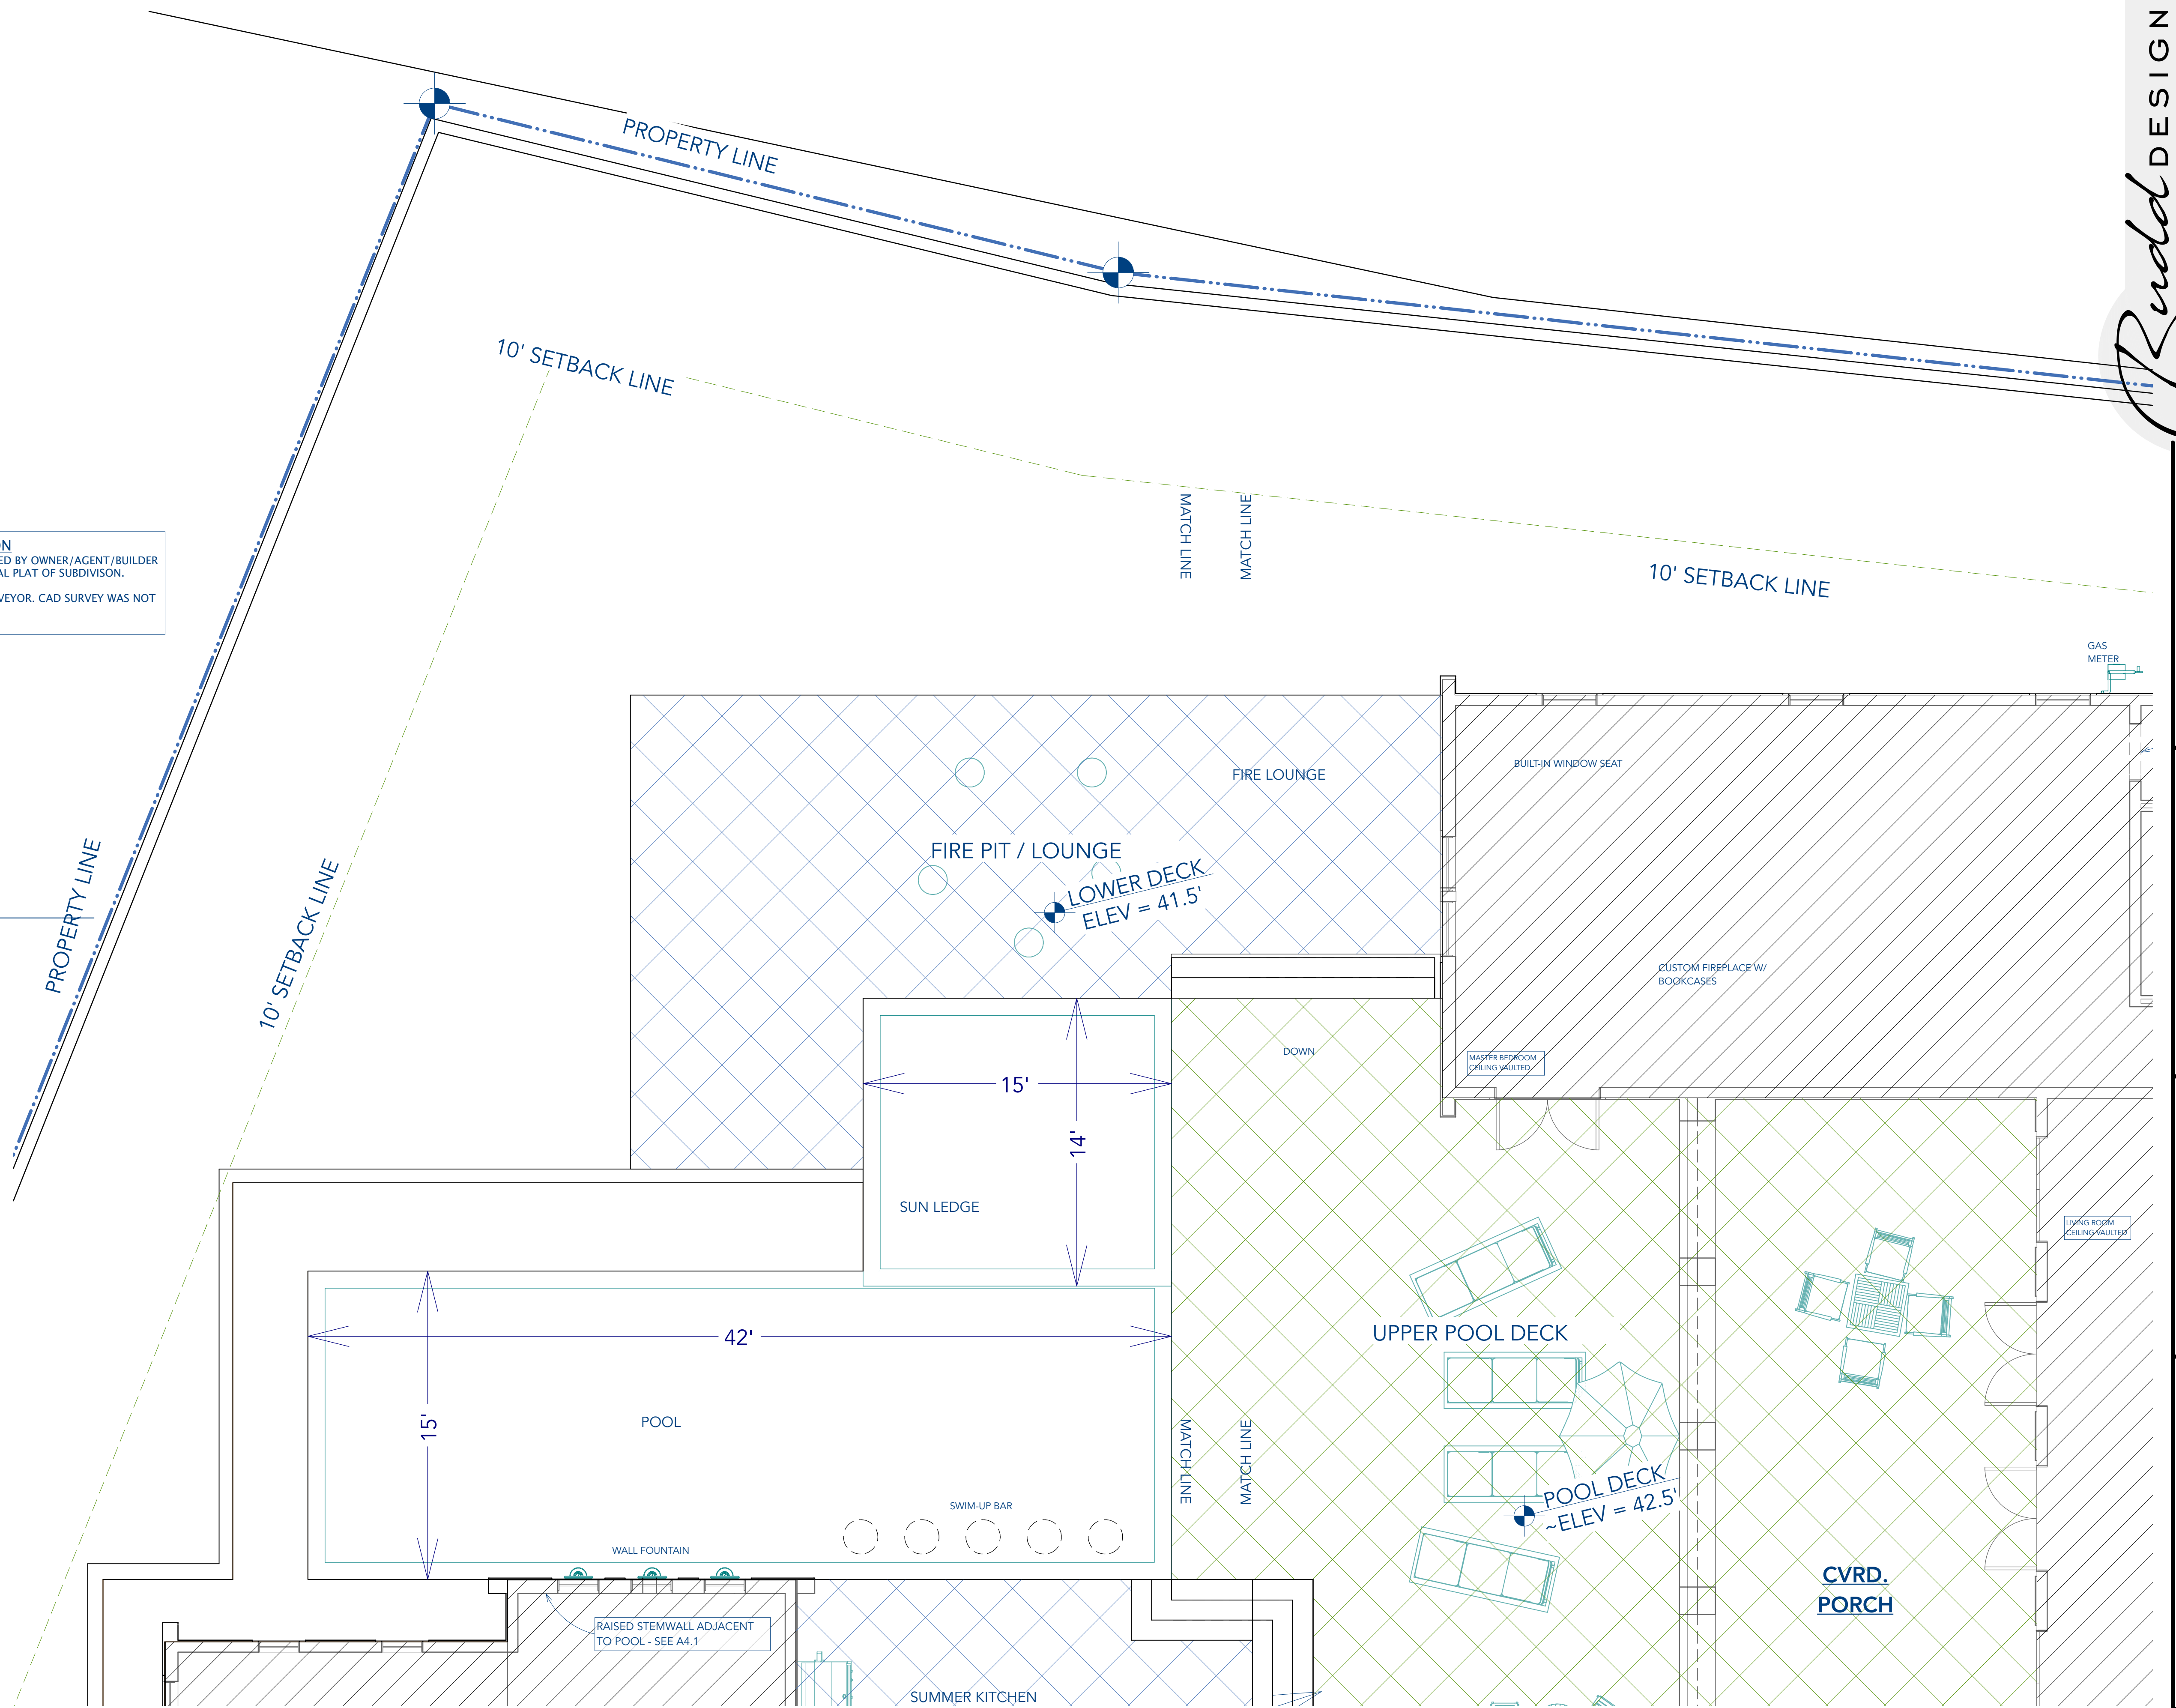 Rudd DESIGN
PROPERTY LINE
10' SETBACK LINE
MATCH LINE
MATCH LINE
10' SETBACK LINE
ED BY OWNER/AGENT/BUILDER
AL PLAT OF SUBDIVISON.
VEYOR. CAD SURVEY WAS NOT
GAS
METER
BUILT-IN WINDOW SEAT
FIRE LOUNGE
FIRE PIT / LOUNGE
LOWER DECK
ELEV = 41.5'
PROPERTY LINE
10' SETBACK LINE
CUSTOM FIREPLACE W/
BOOKCASES
DOWN
MASTER BEDROOM
CEILING VAULTED
15'
14'
SUN LEDGE
LIVING ROOM
CEILING VAULTED
UPPER POOL DECK
42'
15'
POOL
MATCH LINE
MATCH LINE
SWIM-UP BAR
POOL DECK
~ELEV = 42.5'
WALL FOUNTAIN
CVRD.
PORCH
RAISED STEMWALL ADJACENT
TO POOL - SEE A4.1
SUMMER KITCHEN